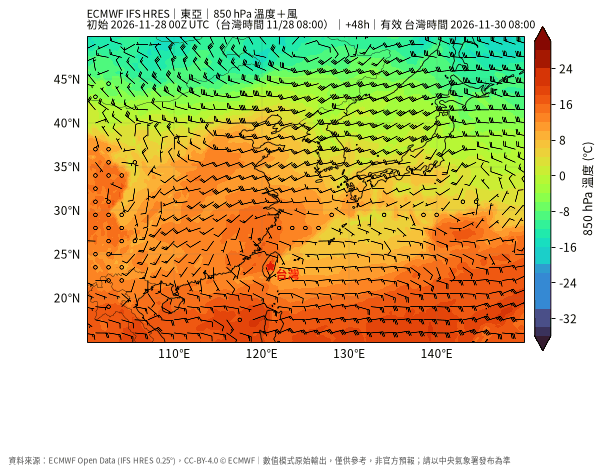 ECMWF IFS HRES｜東亞｜850 hPa 溫度＋風
初始 2026-11-28 00Z UTC（台灣時間 11/28 08:00）｜+48h｜有效 台灣時間 2026-11-30 08:00
45°N
40°N
35°N
30°N
25°N
20°N
110°E
120°E
130°E
140°E
台灣
24
16
8
0
-8
-16
-24
-32
850 hPa 溫度 (°C)
資料來源：ECMWF Open Data (IFS HRES 0.25°)，CC-BY-4.0 © ECMWF｜數值模式原始輸出，僅供參考，非官方預報；請以中央氣象署發布為準